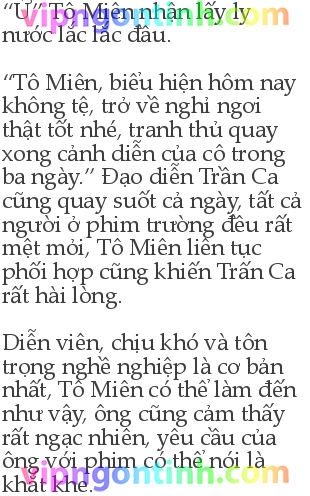 “Ừ” Tô Miên nhận lấy ly
nước lắc lắc đầu.
“Tô Miên, biểu hiện hôm nay
không tệ, trở về nghỉ ngơi
thật tốt nhé, tranh thủ quay
xong cảnh diễn của cô trong
ba ngày.” Đạo diễn Trần Ca
cũng quay suốt cả ngày, tất cả
người ở phim trường đều rất
mệt mỏi, Tô Miên liên tục
phối hợp cũng khiến Trấn Ca
rất hài lòng.
Diễn viên, chịu khó và tôn
trọng nghề nghiệp là cơ bản
nhất, Tô Miên có thể làm đến
như vậy, ông cũng cảm thấy
rất ngạc nhiên, yêu cầu của
ông với phim có thể nói là
khắt khe.
vipngontinh.com
vipngontinh.com